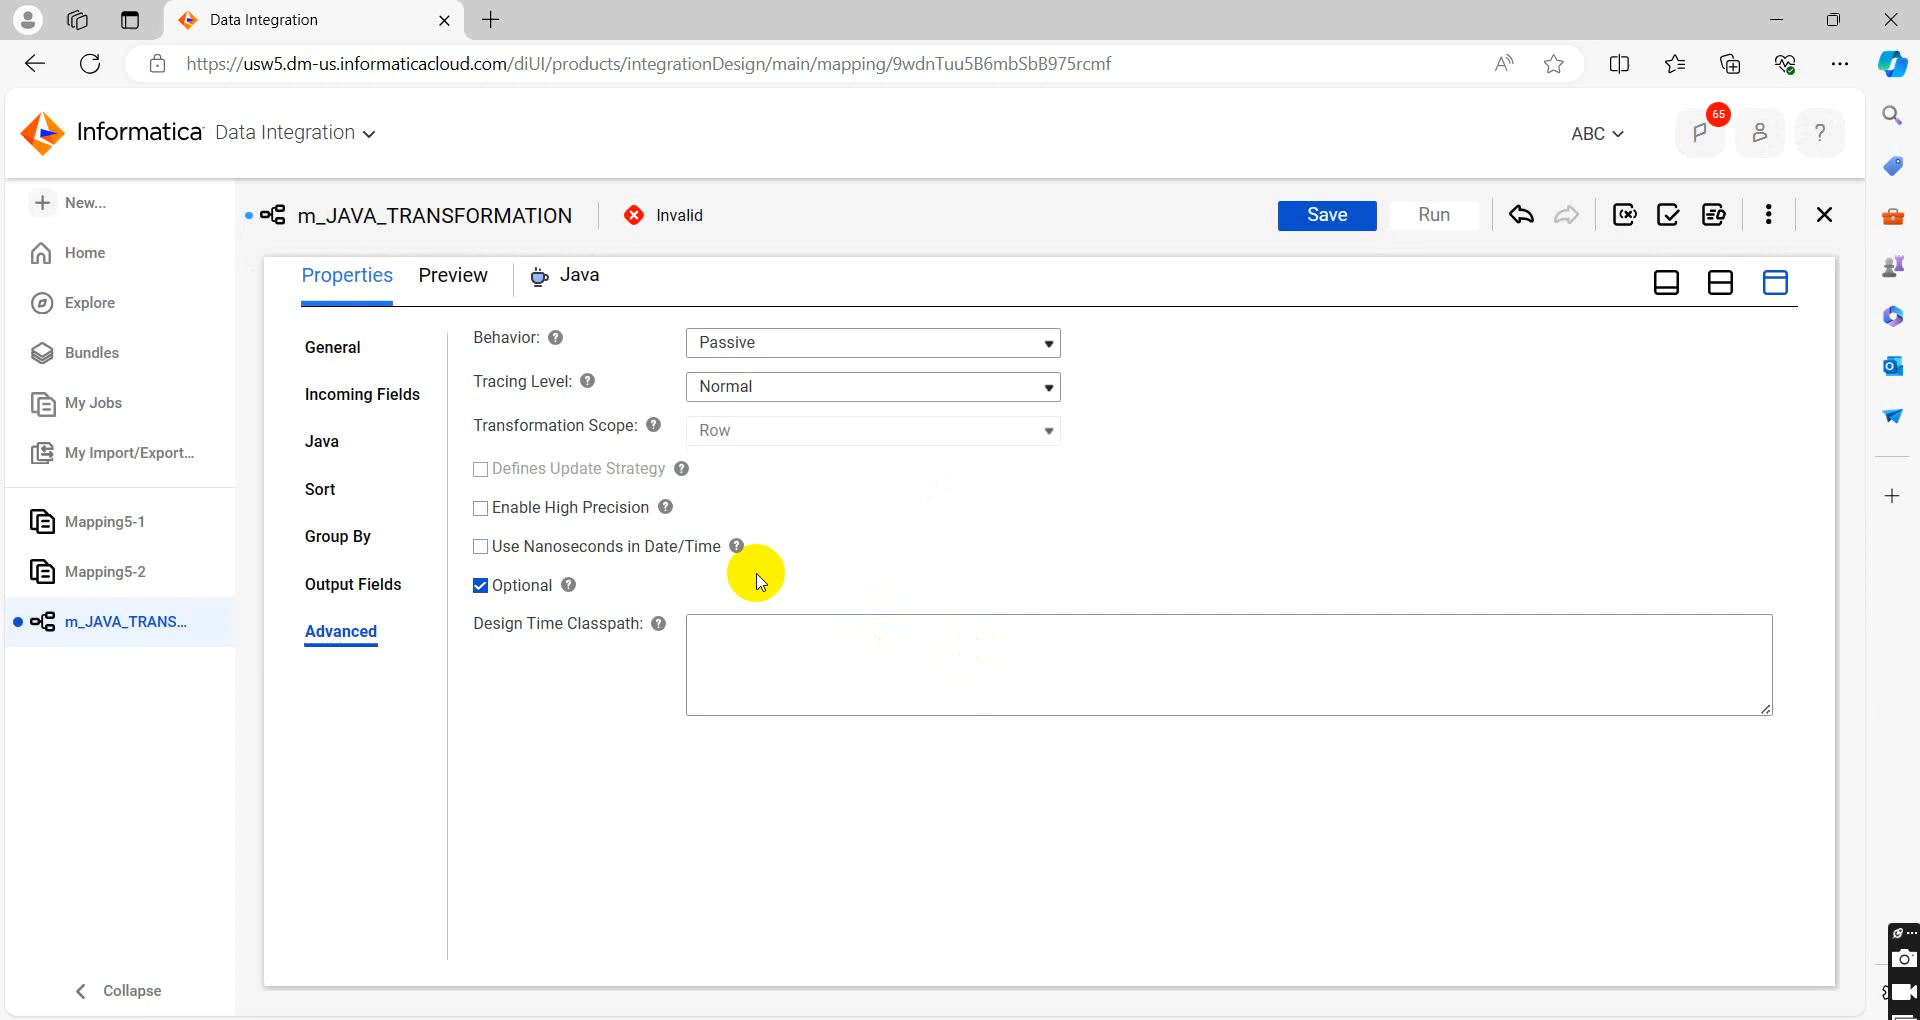 Data Integration
https://usw5.dm-us.informaticacloud.com/diUI/products/integrationDesign/main/mapping/9wdnTuu5B6mbSbB975rcmf
Informatica Data Integration
ABC
65
?
New...
m_JAVA_TRANSFORMATION
Invalid
Save
Run
Home
Explore
Bundles
My Jobs
My Import/Export...
Mapping5-1
Mapping5-2
m_JAVA_TRANS...
Collapse
Properties
Preview
Java
General
Incoming Fields
Java
Sort
Group By
Output Fields
Advanced
Behavior: ?
Passive
Tracing Level: ?
Normal
Transformation Scope: ?
Row
Defines Update Strategy ?
Enable High Precision ?
Use Nanoseconds in Date/Time ?
Optional ?
Design Time Classpath: ?